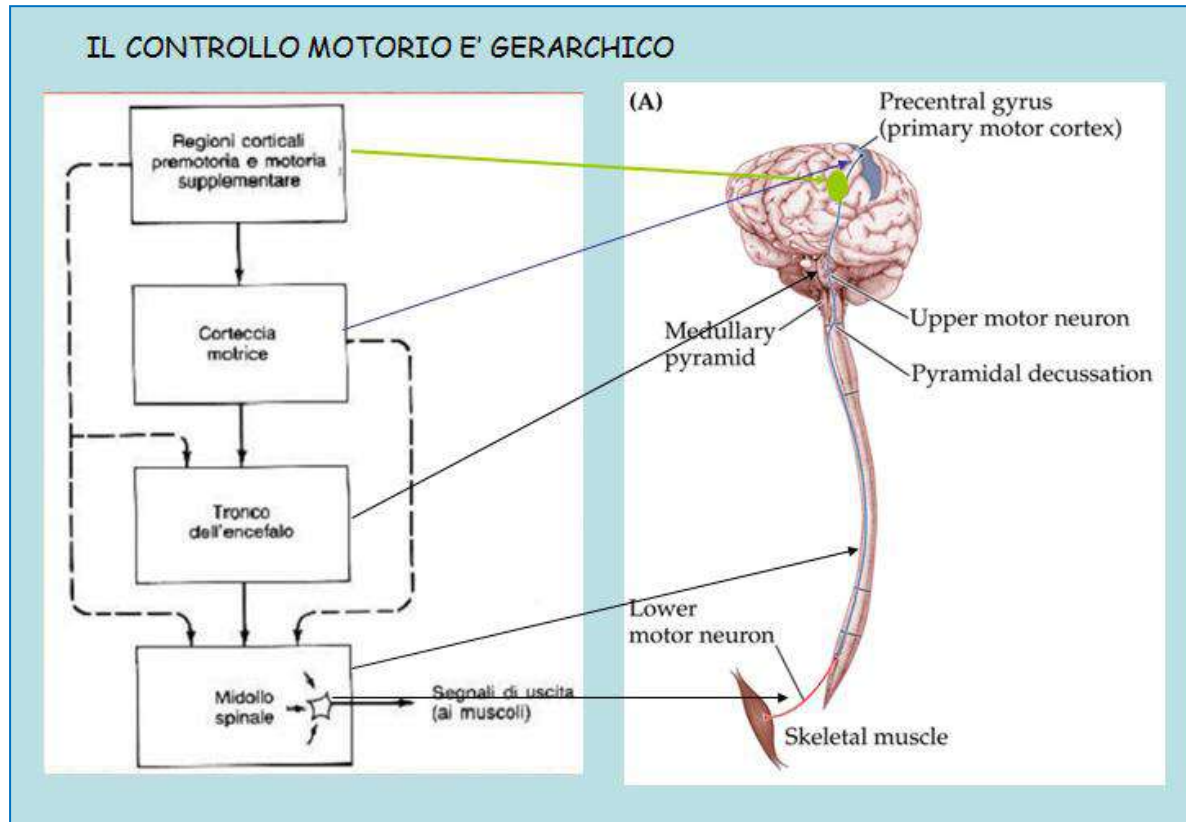 IL CONTROLLO MOTORIO E' GERARCHICO
Regioni corticali
premotoria e motoria
supplementare
Corteccia
motrice
Tronco
dell'encefalo
Midollo
spinale
Segnali di uscita
(ai muscoli)
(A)
Precentral gyrus
(primary motor cortex)
Medullary
pyramid
Upper motor neuron
Pyramidal decussation
Lower
motor neuron
Skeletal muscle